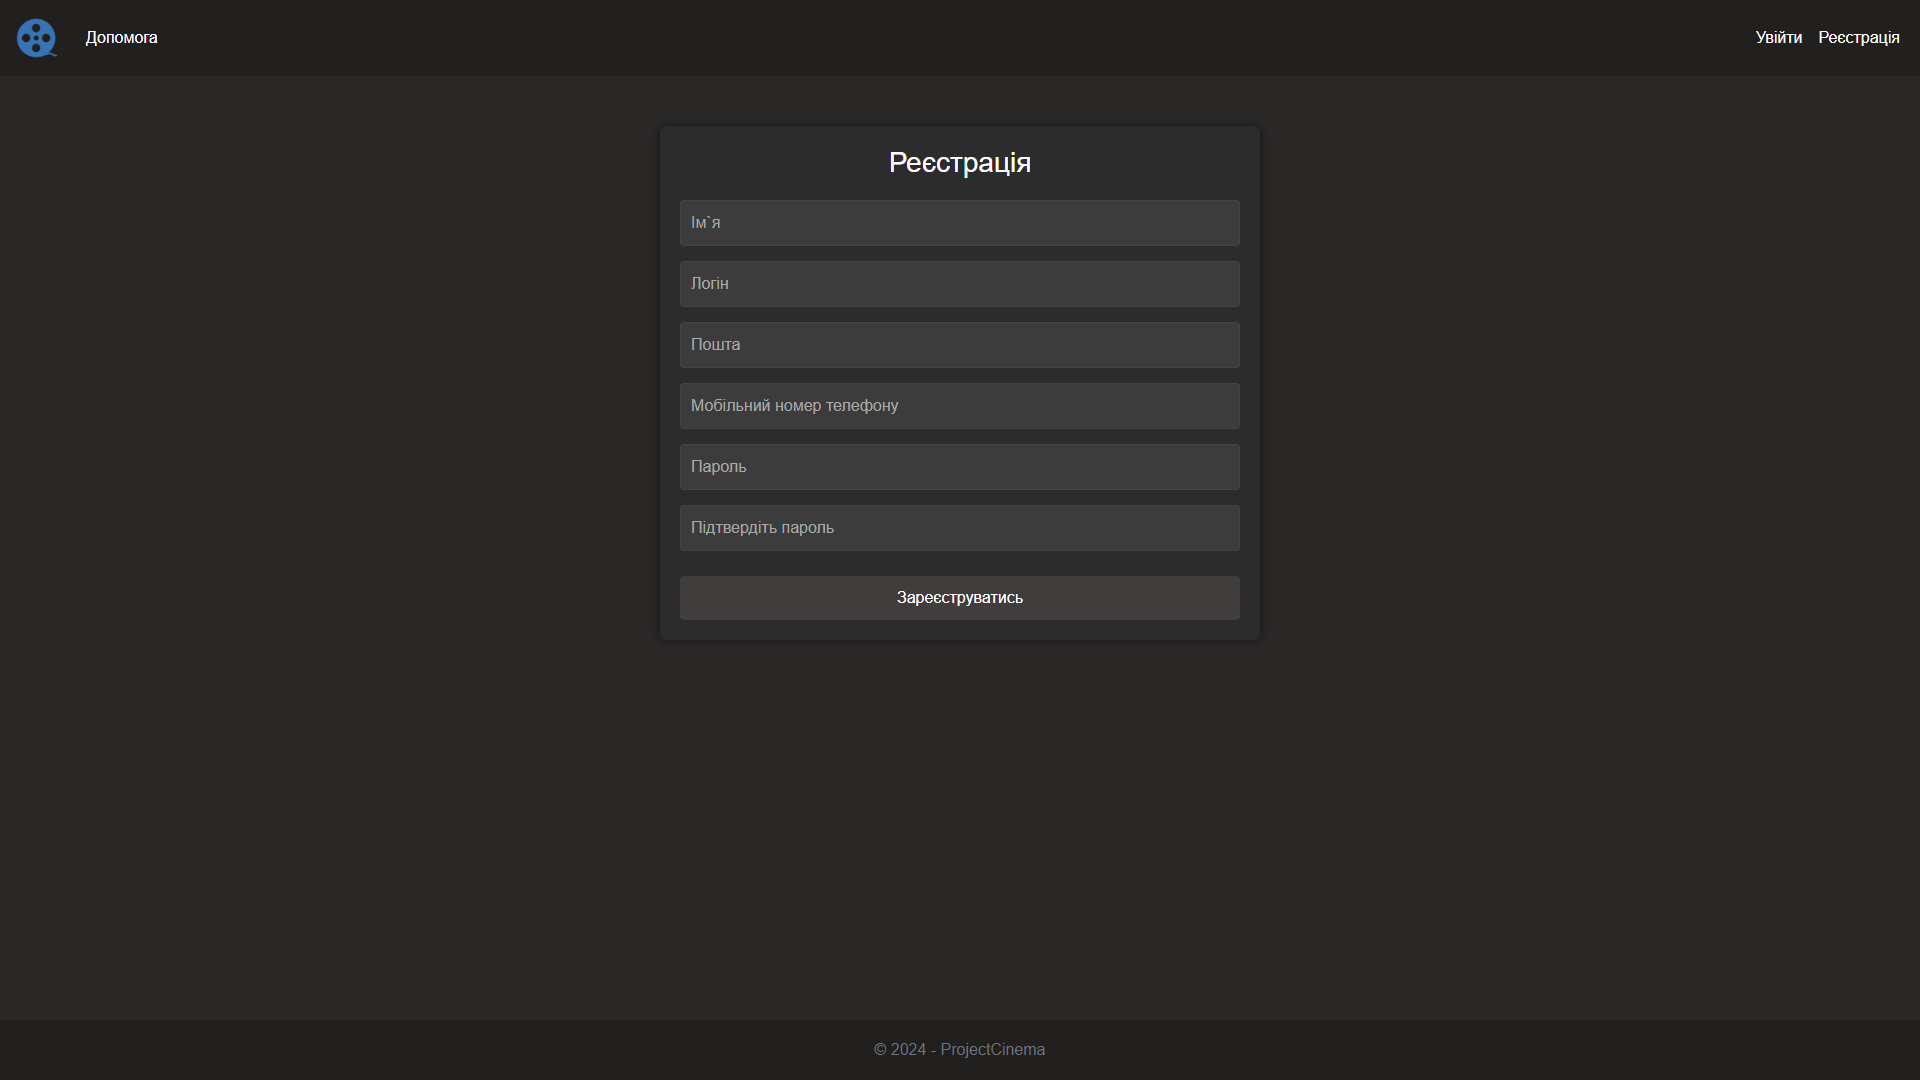 Допомога
Увійти Реєстрація
Реєстрація
Ім`я
Логін
Пошта
Мобільний номер телефону
Пароль
Підтвердіть пароль
Зареєструватись
© 2024 - ProjectCinema